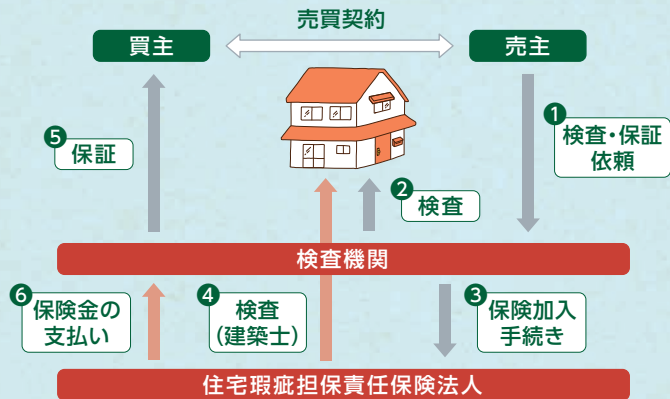 売買契約
買主
売主
❶
検査・保証
依頼
❺
保証
❷
検査
検査機関
❻
保険金の
支払い
❹
検査
(建築士)
❸
保険加入
手続き
住宅瑕疵担保責任保険法人